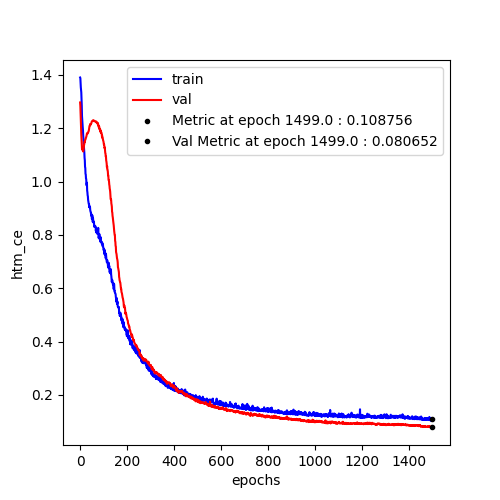 train
val
Metric at epoch 1499.0 : 0.108756
Val Metric at epoch 1499.0 : 0.080652
1.4
1.2
1.0
0.8
0.6
0.4
0.2
htm_ce
0 200 400 600 800 1000 1200 1400
epochs